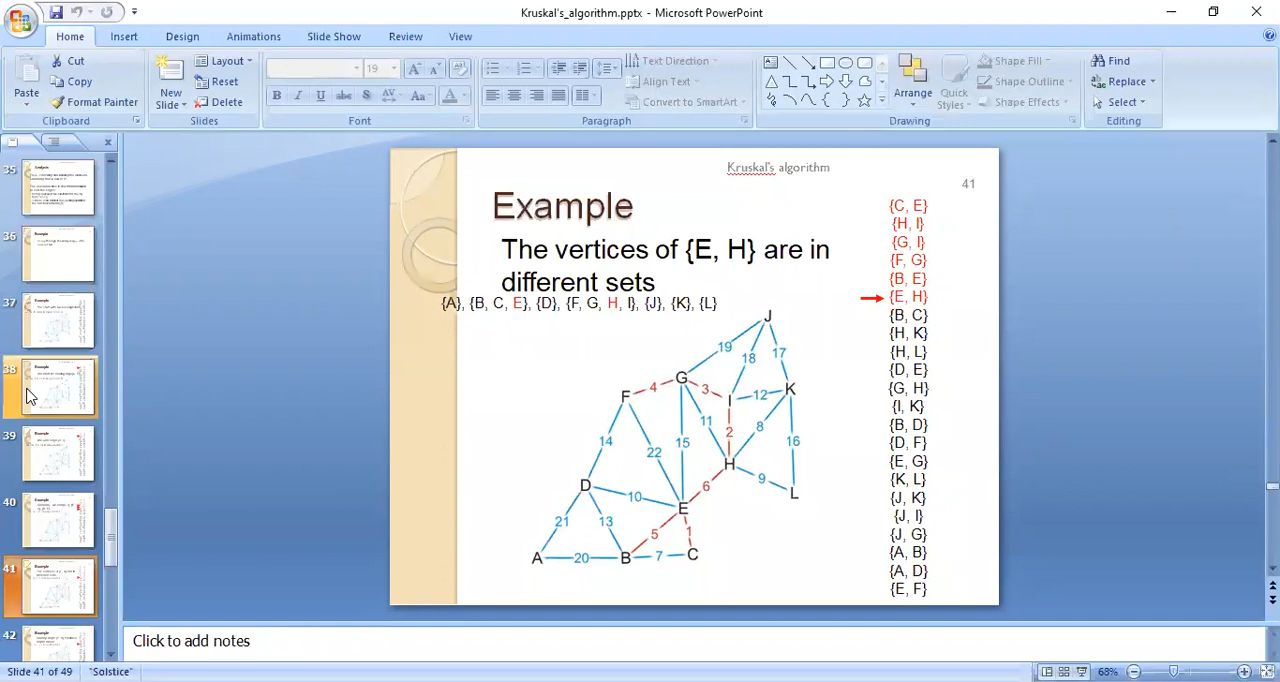 Kruskal's_algorithm.pptx - Microsoft PowerPoint
Home Insert Design Animations Slide Show Review View
Paste
Cut
Copy
Format Painter
Clipboard
New Slide
Layout
Reset
Delete
Slides
19
B I U abc S AV Aa A
Font
Paragraph
Text Direction
Align Text
Convert to SmartArt
Arrange
Quick Styles
Shape Fill
Shape Outline
Shape Effects
Drawing
Find
Replace
Select
Editing
35
36
37
38
39
40
41
42
Kruskal's algorithm
41
Example
The vertices of {E, H} are in
different sets
{A}, {B, C, E}, {D}, {F, G, H, I}, {J}, {K}, {L}
{C, E}
{H, I}
{G, I}
{F, G}
{B, E}
{E, H}
{B, C}
{H, K}
{H, L}
{D, E}
{G, H}
{I, K}
{B, D}
{D, F}
{E, G}
{K, L}
{J, K}
{J, I}
{J, G}
{A, B}
{A, D}
{E, F}
J
19 18 17
G
F 4 3 I 12 K
11 2 8
14 22 15 16
H
9 L
D 10 6
E
21 13 5 1
A 20 B 7 C
Click to add notes
Slide 41 of 49 "Solstice" 68%